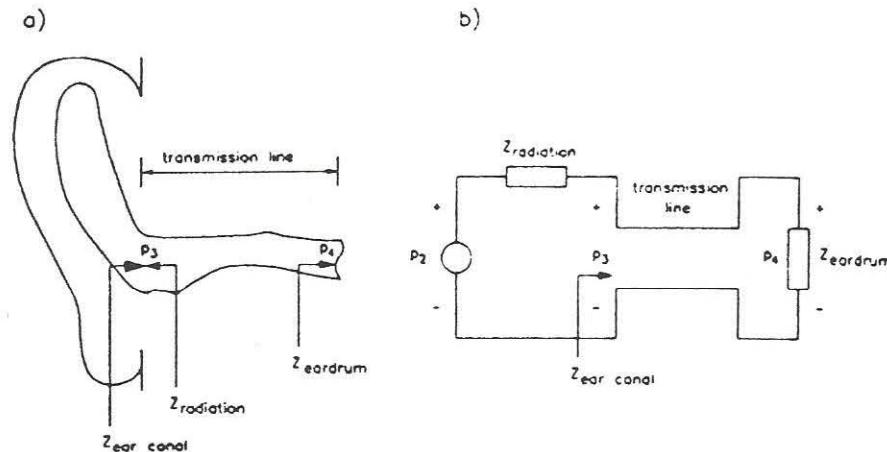 a)
transmission line
P3
P4
Zeardrum
Zradiation
Zear canal
b)
Zradiation
transmission
line
+
+
+
P2
P3
P4
Zeardrum
-
-
-
Zear canal